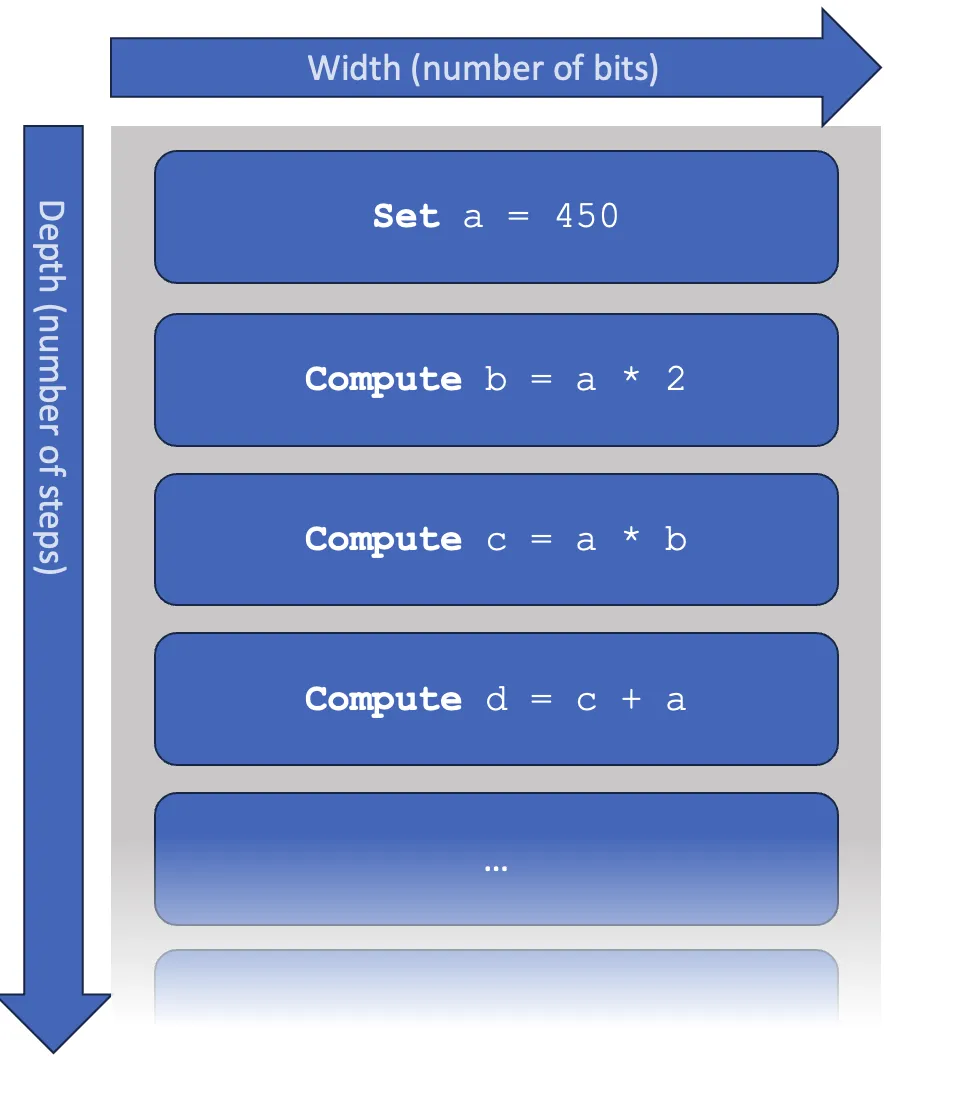 Width (number of bits)
Depth (number of steps)
Set a = 450
Compute b = a * 2
Compute c = a * b
Compute d = c + a
...